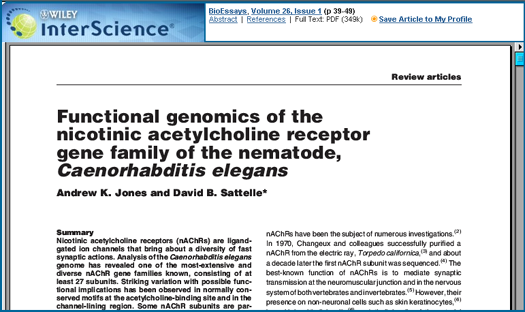 WILEY
InterScience®
BioEssays, Volume 26, Issue 1 (p 39-49)
Abstract | References | Full Text: PDF (349k) Save Article to My Profile
Review articles
Functional genomics of the
nicotinic acetylcholine receptor
gene family of the nematode,
Caenorhabditis elegans
Andrew K. Jones and David B. Sattelle*
Summary
Nicotinic acetylcholine receptors (nAChRs) are ligand-
gated ion channels that bring about a diversity of fast
synaptic actions. Analysis of the Caenorhabditis elegans
genome has revealed one of the most-extensive and
diverse nAChR gene families known, consisting of at
least 27 subunits. Striking variation with possible func-
tional implications has been observed in normally con-
served motifs at the acetylcholine-binding site and in the
channel-lining region. Some nAChR subunits are par-
nAChRs have been the subject of numerous investigations.(2)
In 1970, Changeux and colleagues successfully purified a
nAChR from the electric ray, Torpedo californica,(3) and about
a decade later the first nAChR subunit was sequenced.(4) The
best-known function of nAChRs is to mediate synaptic
transmission at the neuromuscular junction and in the nervous
system of both vertebrates and invertebrates.(5) However, their
presence on non-neuronal cells such as skin keratinocytes,(6)